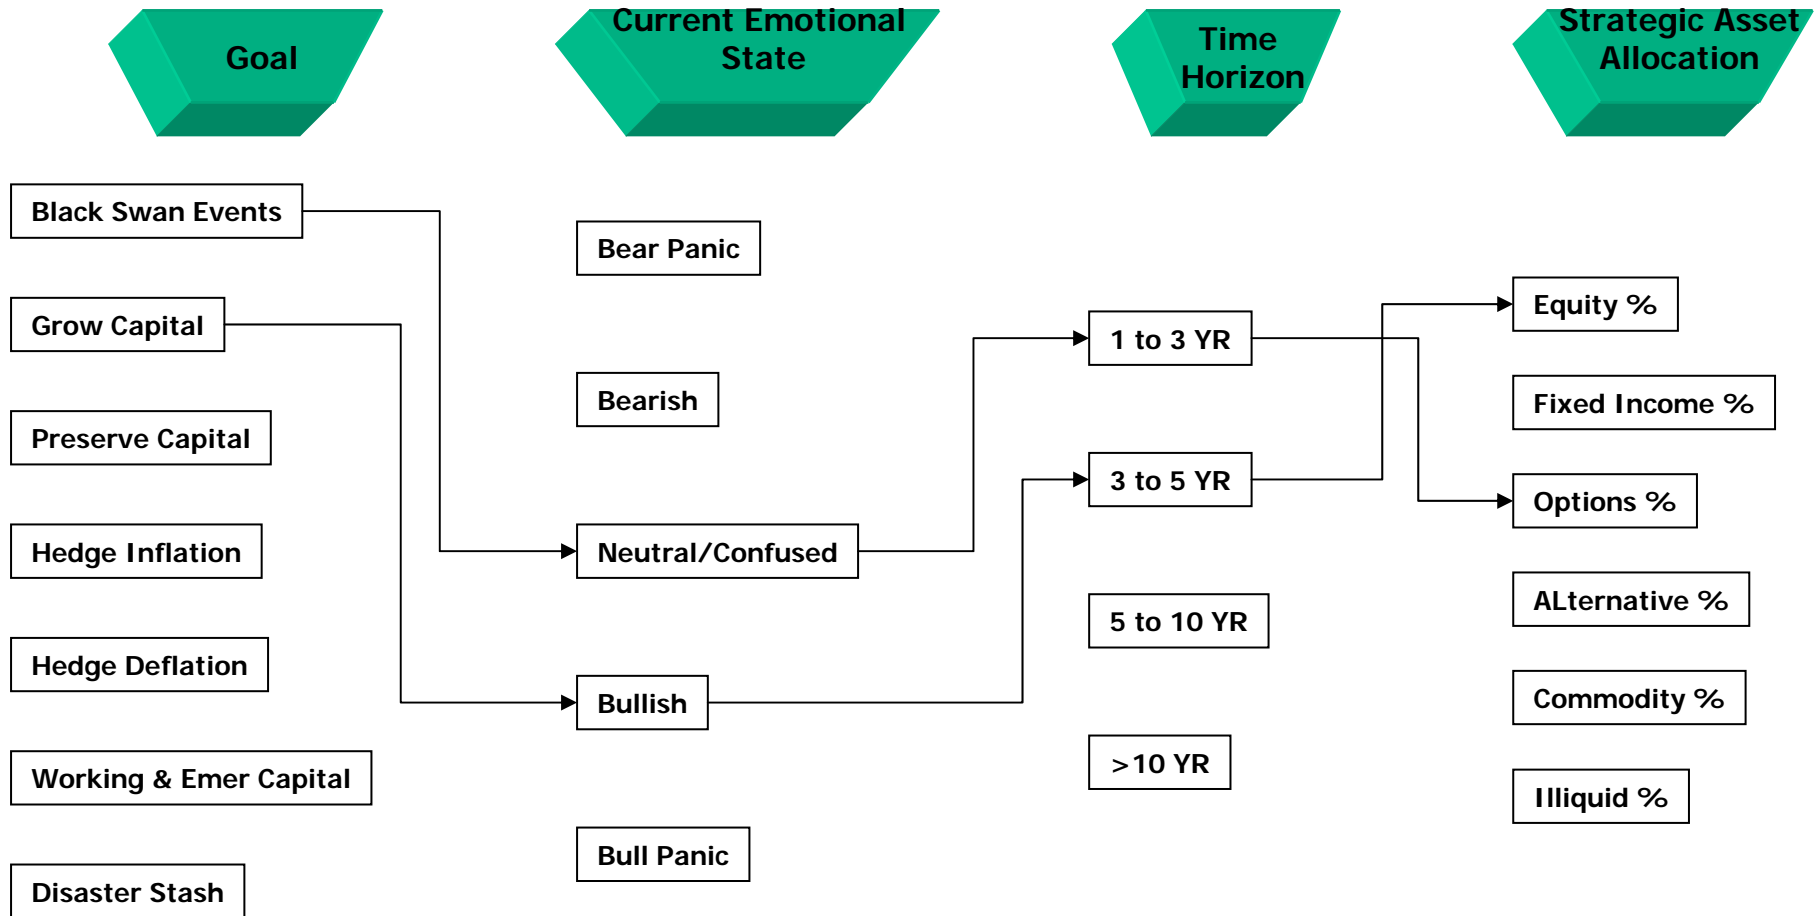 Goal
Current Emotional
State
Time
Horizon
Strategic Asset
Allocation
Black Swan Events
Grow Capital
Preserve Capital
Hedge Inflation
Hedge Deflation
Working & Emer Capital
Disaster Stash
Bear Panic
Bearish
Neutral/Confused
Bullish
Bull Panic
1 to 3 YR
3 to 5 YR
5 to 10 YR
>10 YR
Equity %
Fixed Income %
Options %
ALternative %
Commodity %
Illiquid %